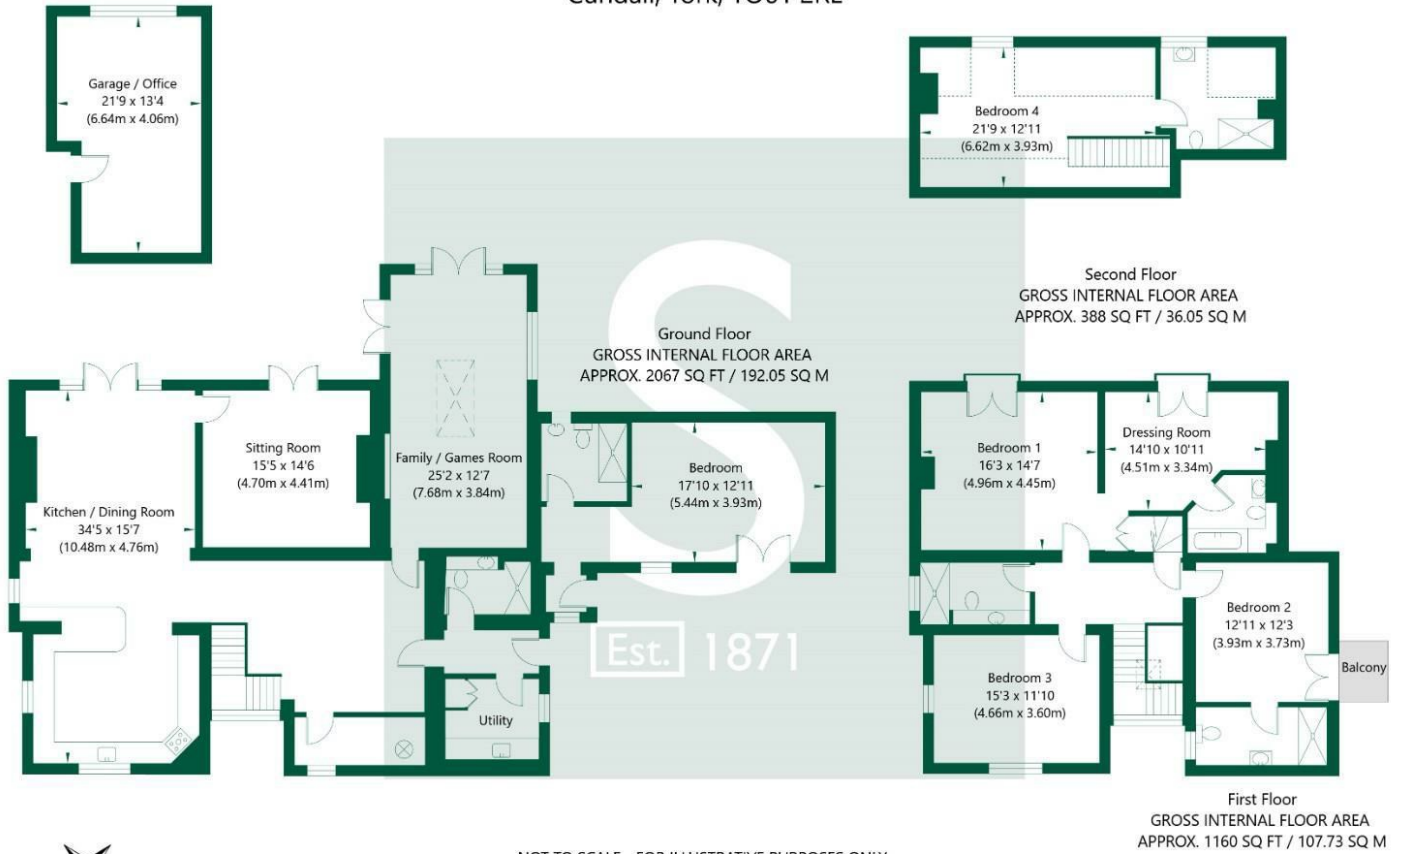 Garage / Office
21'9 x 13'4
(6.64m x 4.06m)
Bedroom 4
21'9 x 12'11
(6.62m x 3.93m)
Second Floor
GROSS INTERNAL FLOOR AREA
APPROX. 388 SQ FT / 36.05 SQ M
Ground Floor
GROSS INTERNAL FLOOR AREA
APPROX. 2067 SQ FT / 192.05 SQ M
Sitting Room
15'5 x 14'6
(4.70m x 4.41m)
Family / Games Room
25'2 x 12'7
(7.68m x 3.84m)
Bedroom
17'10 x 12'11
(5.44m x 3.93m)
Kitchen / Dining Room
34'5 x 15'7
(10.48m x 4.76m)
Utility
S
Est. 1871
Bedroom 1
16'3 x 14'7
(4.96m x 4.45m)
Dressing Room
14'10 x 10'11
(4.51m x 3.34m)
Bedroom 2
12'11 x 12'3
(3.93m x 3.73m)
Balcony
Bedroom 3
15'3 x 11'10
(4.66m x 3.60m)
First Floor
GROSS INTERNAL FLOOR AREA
APPROX. 1160 SQ FT / 107.73 SQ M
NOT TO SCALE - FOR ILLUSTRATIVE PURPOSES ONLY